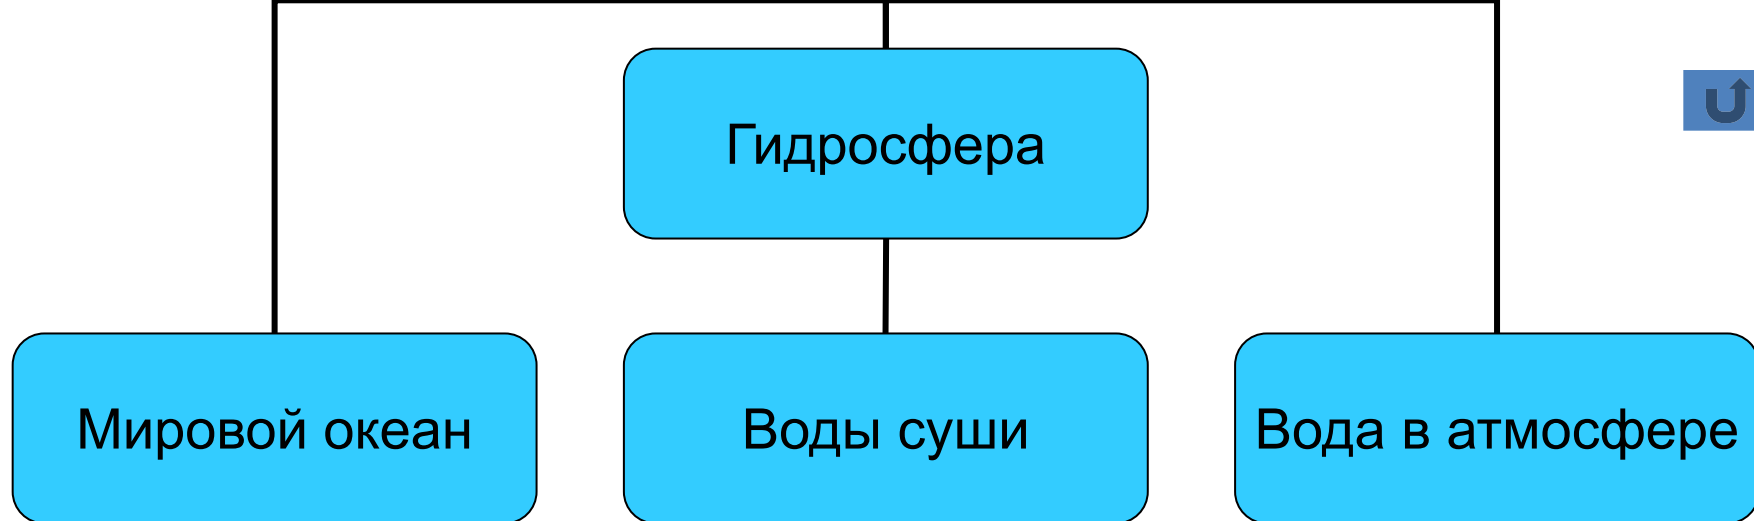 Гидросфера
Мировой океан
Воды суши
Вода в атмосфере